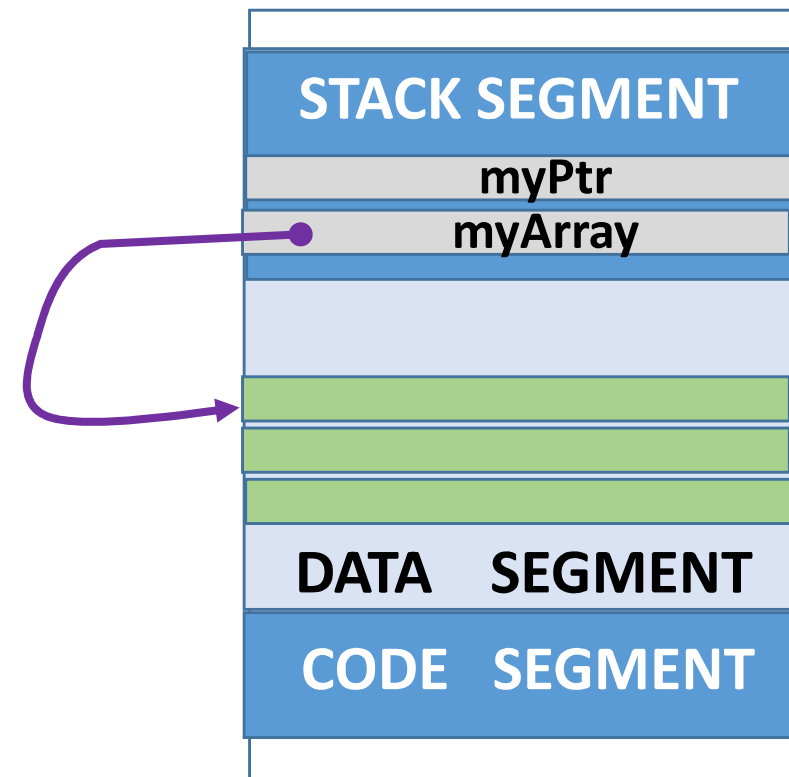 STACK SEGMENT
myPtr
myArray
DATA SEGMENT
CODE SEGMENT